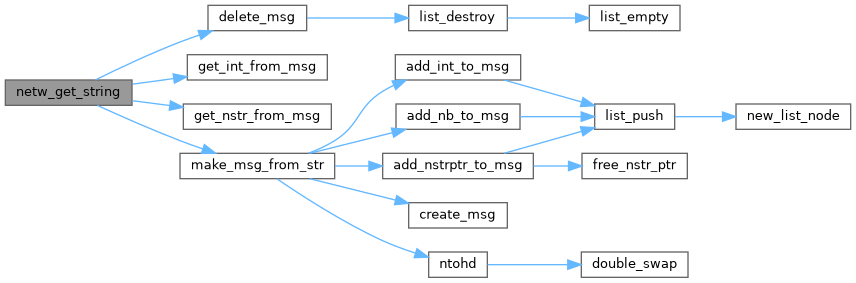 netw_get_string
delete_msg
list_destroy
list_empty
get_int_from_msg
get_nstr_from_msg
make_msg_from_str
add_int_to_msg
add_nb_to_msg
add_nstrptr_to_msg
list_push
new_list_node
free_nstr_ptr
create_msg
ntohd
double_swap